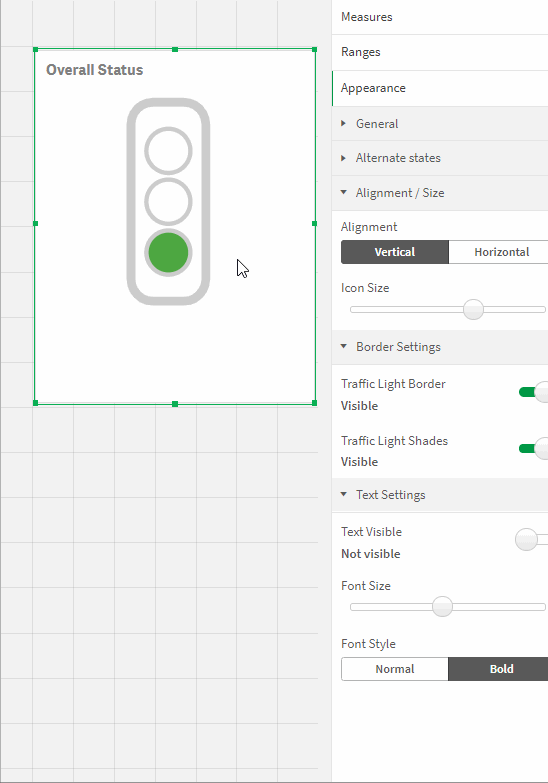 Overall Status
Measures
Ranges
Appearance
General
Alternate states
Alignment / Size
Alignment
Vertical Horizontal
Icon Size
Border Settings
Traffic Light Border
Visible
Traffic Light Shades
Visible
Text Settings
Text Visible
Not visible
Font Size
Font Style
Normal Bold